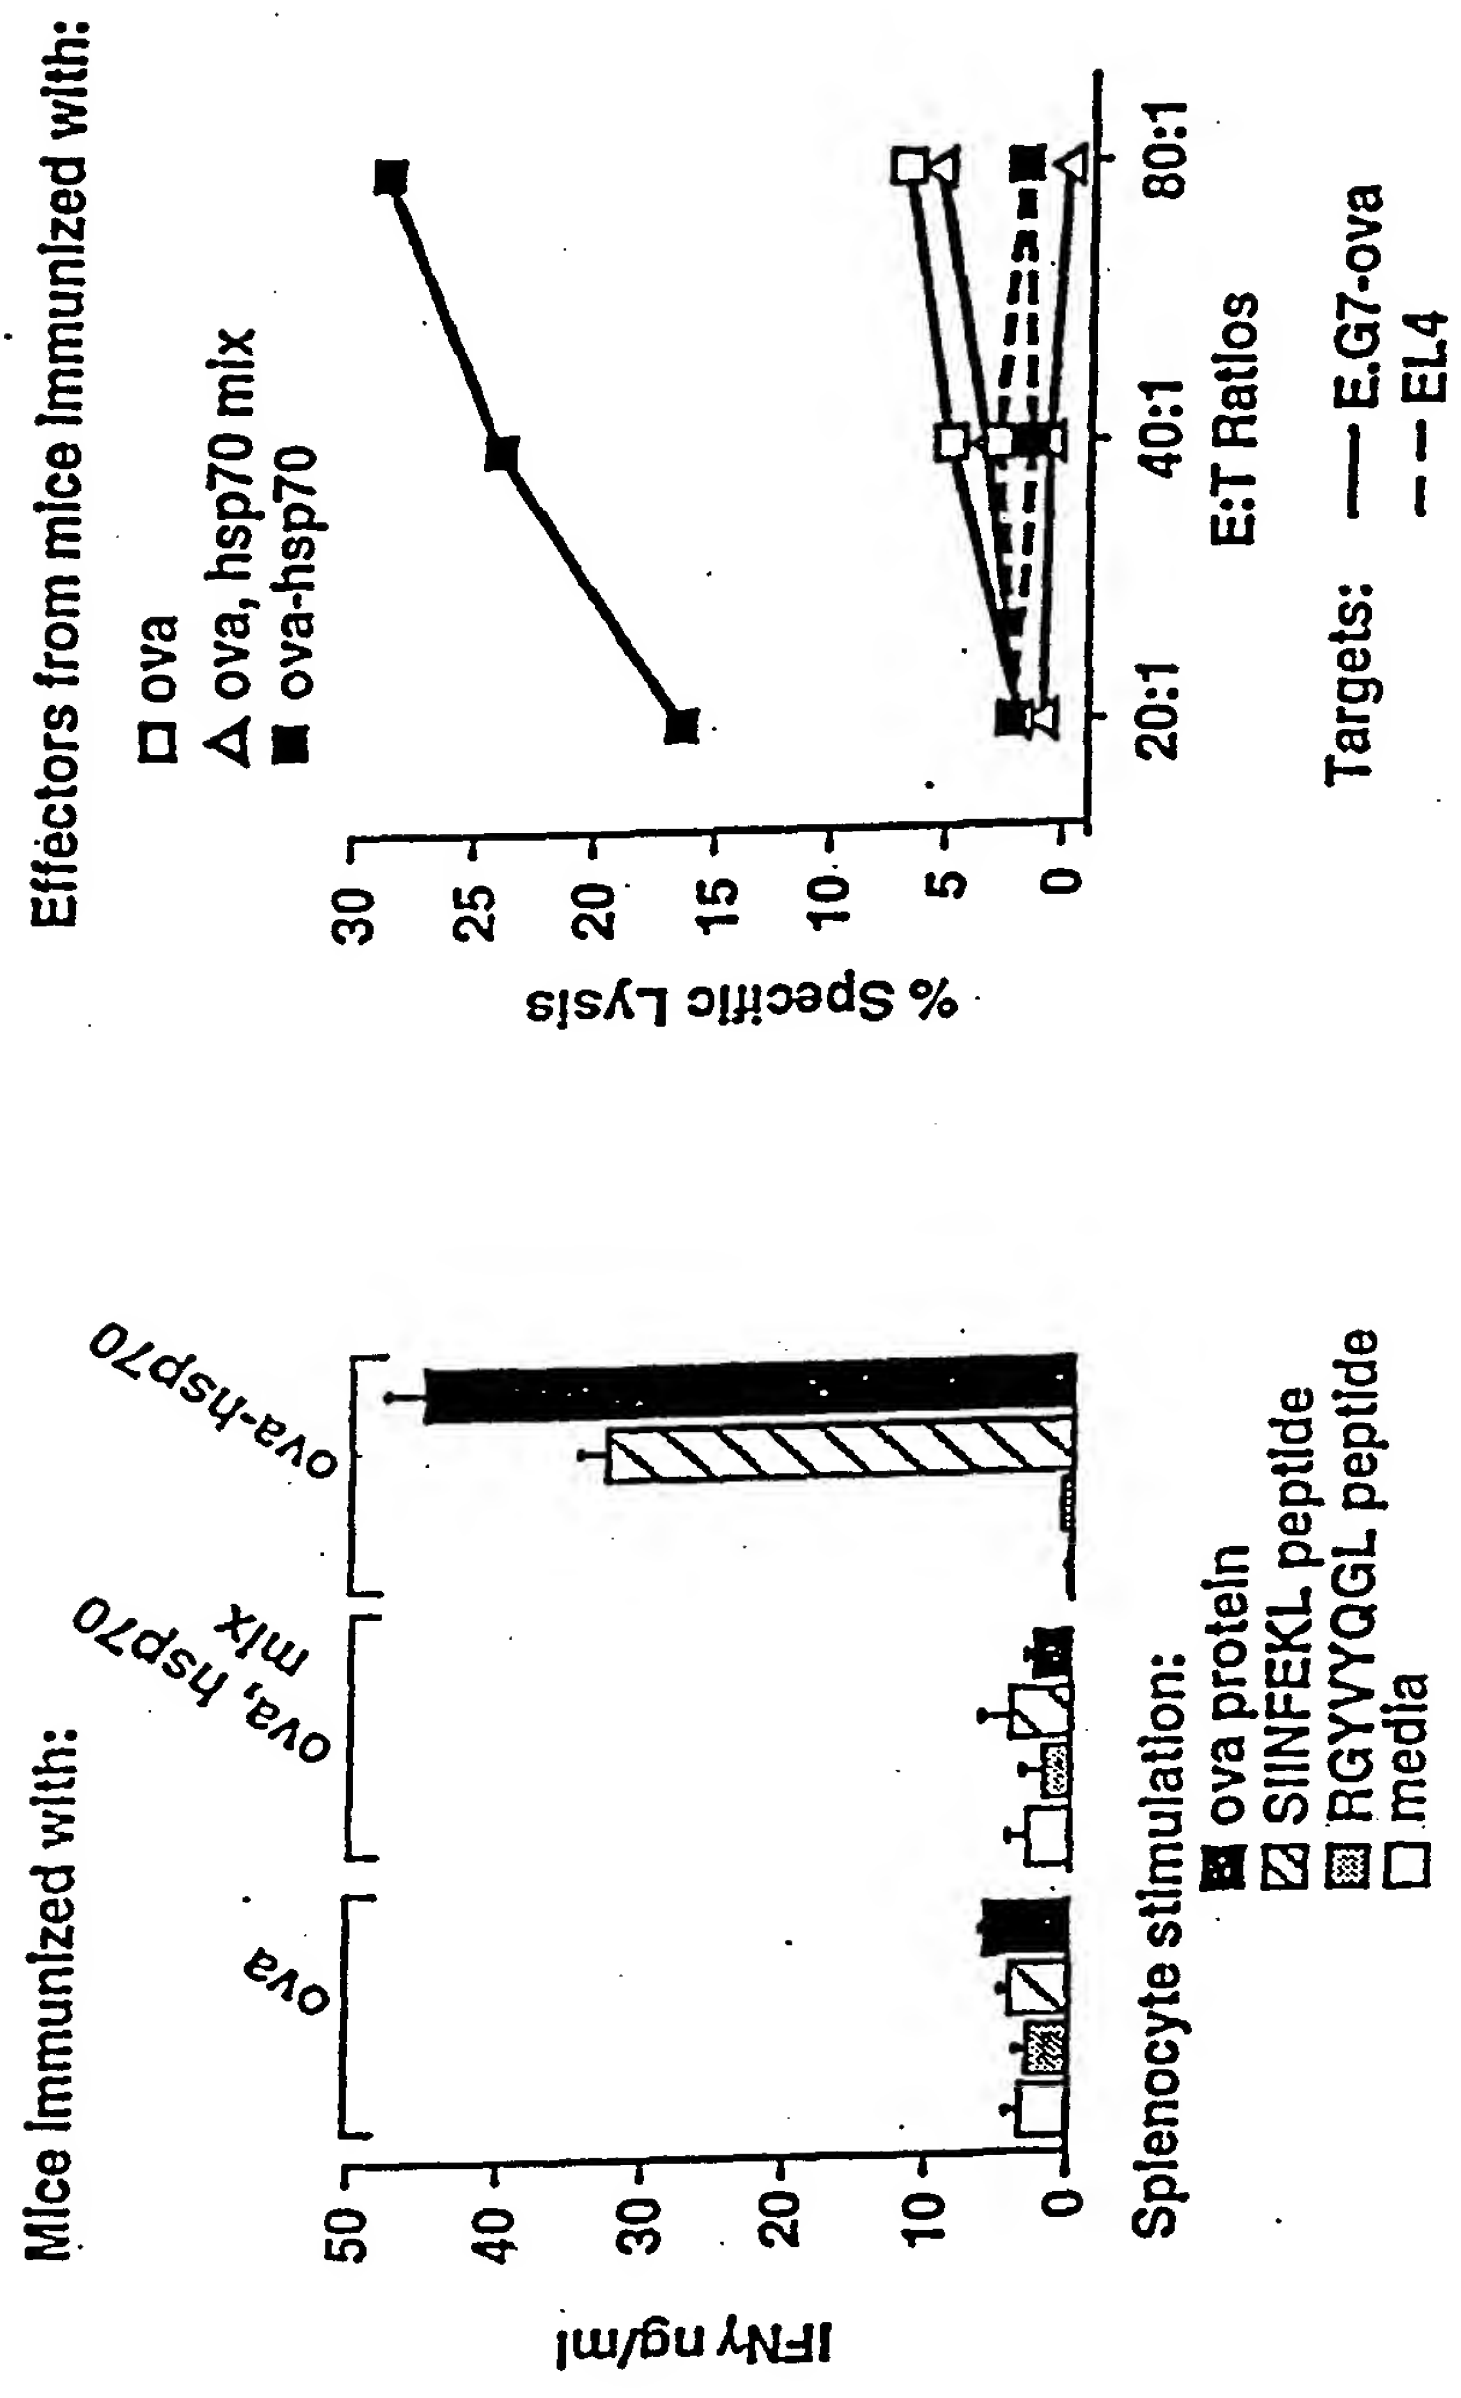 Mice Immunized with:
ova
ova, hsp70
mix
ova-hsp70
50
40
30
20
10
0
IFNγ ng/ml
Splenocyte stimulation:
ova protein
SIINFEKL peptide
RGYVYQGL peptide
media
Effectors from mice immunized with:
ova
ova, hsp70 mix
ova-hsp70
30
25
20
15
10
5
0
% Specific Lysis
20:1 40:1 80:1
E:T Ratios
Targets: E.G7-ova
EL4